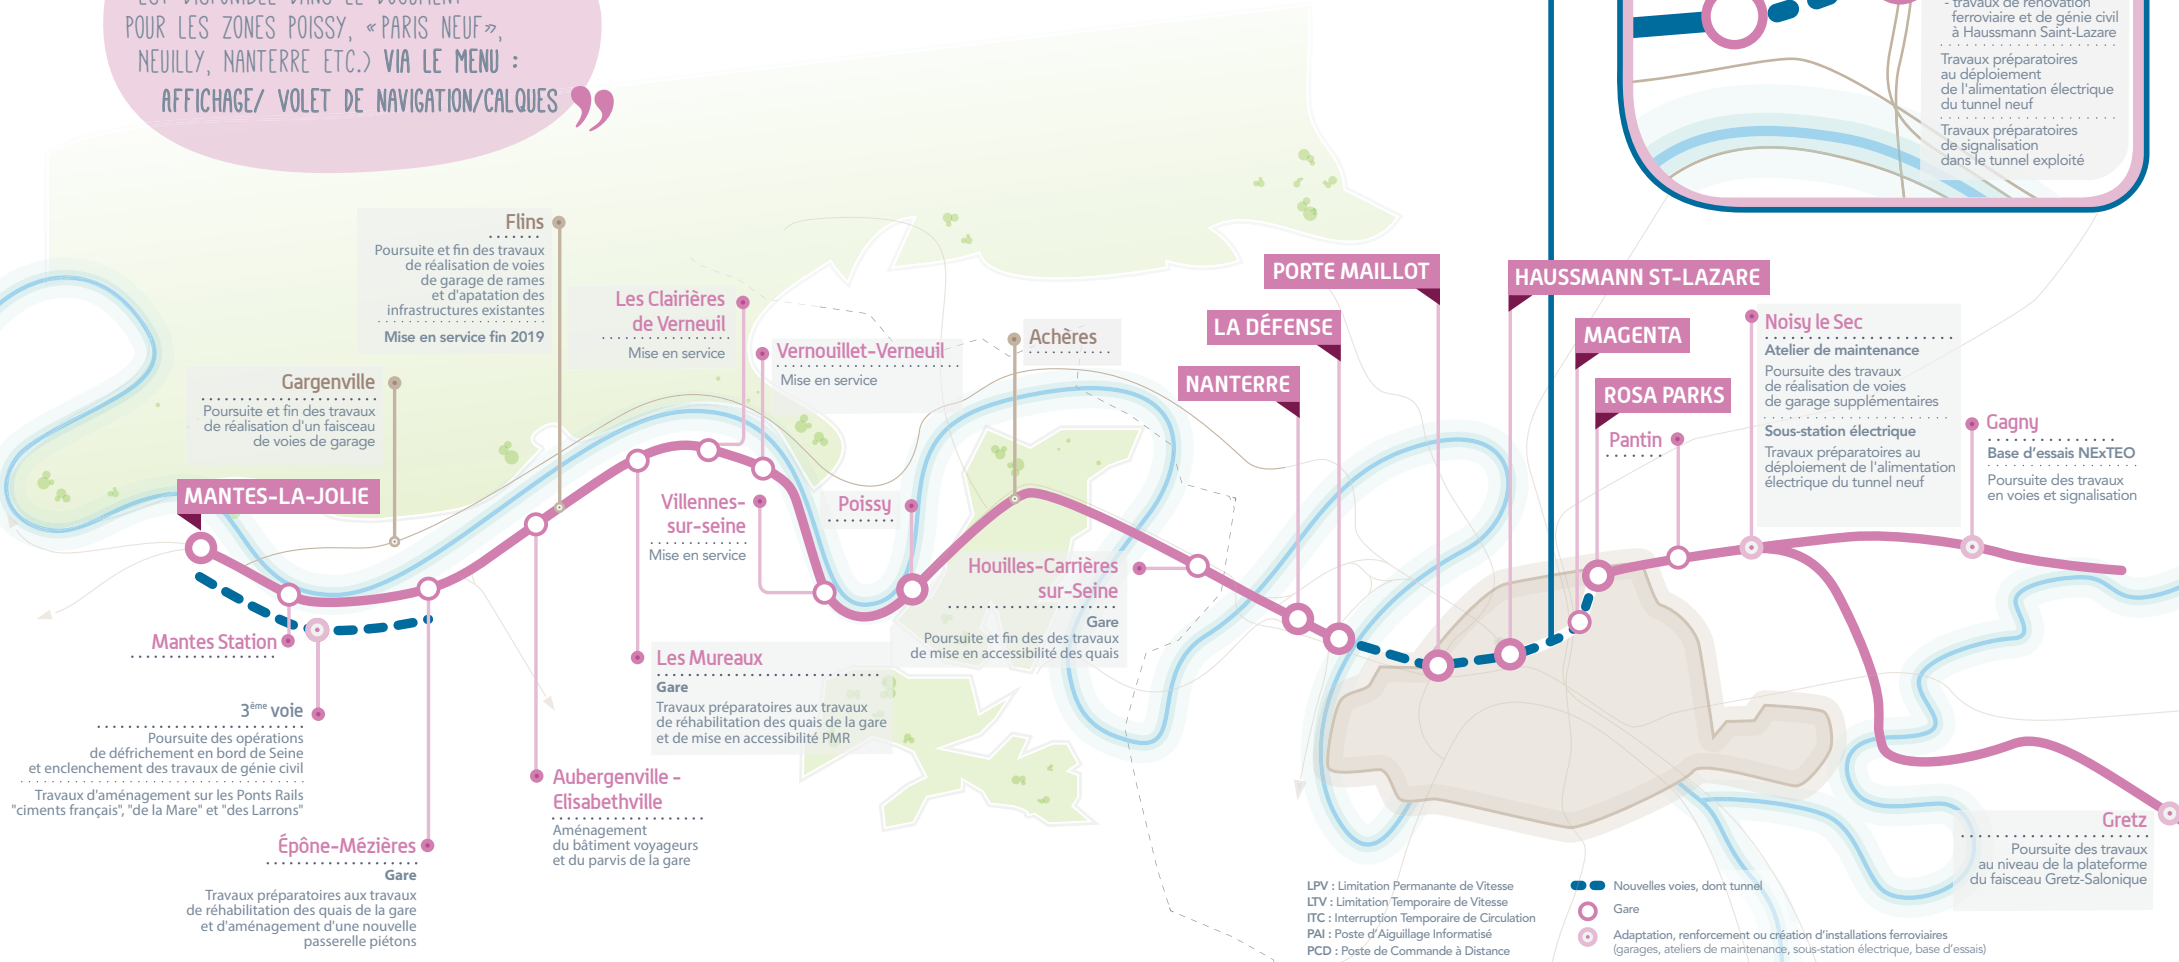 EST DISPONIBLE DANS LE DOCUMENT
POUR LES ZONES POISSY, « PARIS NEUF »,
NEUILLY, NANTERRE ETC.) VIA LE MENU :
AFFICHAGE/ VOLET DE NAVIGATION/CALQUES ”
- travaux de rénovation
ferroviaire et de génie civil
à Haussmann Saint-Lazare
Travaux préparatoires
au déploiement
de l'alimentation électrique
du tunnel neuf
Travaux préparatoires
de signalisation
dans le tunnel exploité
Flins
Poursuite et fin des travaux
de réalisation de voies
de garage de rames
et d'apatation des
infrastructures existantes
Mise en service fin 2019
Gargenville
Poursuite et fin des travaux
de réalisation d'un faisceau
de voies de garage
Les Clairières
de Verneuil
Mise en service
Vernouillet-Verneuil
Mise en service
Achères
PORTE MAILLOT
HAUSSMANN ST-LAZARE
LA DÉFENSE
MAGENTA
NANTERRE
ROSA PARKS
Pantin
Noisy le Sec
Atelier de maintenance
Poursuite des travaux
de réalisation de voies
de garage supplémentaires
Sous-station électrique
Travaux préparatoires au
déploiement de l'alimentation
électrique du tunnel neuf
Gagny
Base d'essais NExTEO
Poursuite des travaux
en voies et signalisation
MANTES-LA-JOLIE
Villennes-
sur-seine
Mise en service
Poissy
Houilles-Carrières
sur-Seine
Gare
Poursuite et fin des des travaux
de mise en accessibilité des quais
Mantes Station
Les Mureaux
Gare
Travaux préparatoires aux travaux
de réhabilitation des quais de la gare
et de mise en accessibilité PMR
3ème voie
Poursuite des opérations
de défrichement en bord de Seine
et enclenchement des travaux de génie civil
Travaux d'aménagement sur les Ponts Rails
"ciments français", "de la Mare" et "des Larrons"
Aubergenville -
Elisabethville
Aménagement
du bâtiment voyageurs
et du parvis de la gare
Épône-Mézières
Gare
Travaux préparatoires aux travaux
de réhabilitation des quais de la gare
et d'aménagement d'une nouvelle
passerelle piétons
Gretz
Poursuite des travaux
au niveau de la plateforme
du faisceau Gretz-Salonique
LPV : Limitation Permanante de Vitesse
LTV : Limitation Temporaire de Vitesse
ITC : Interruption Temporaire de Circulation
PAI : Poste d'Aiguillage Informatisé
PCD : Poste de Commande à Distance
Nouvelles voies, dont tunnel
Gare
Adaptation, renforcement ou création d'installations ferroviaires
(garages, ateliers de maintenance, sous-station électrique, base d'essais)